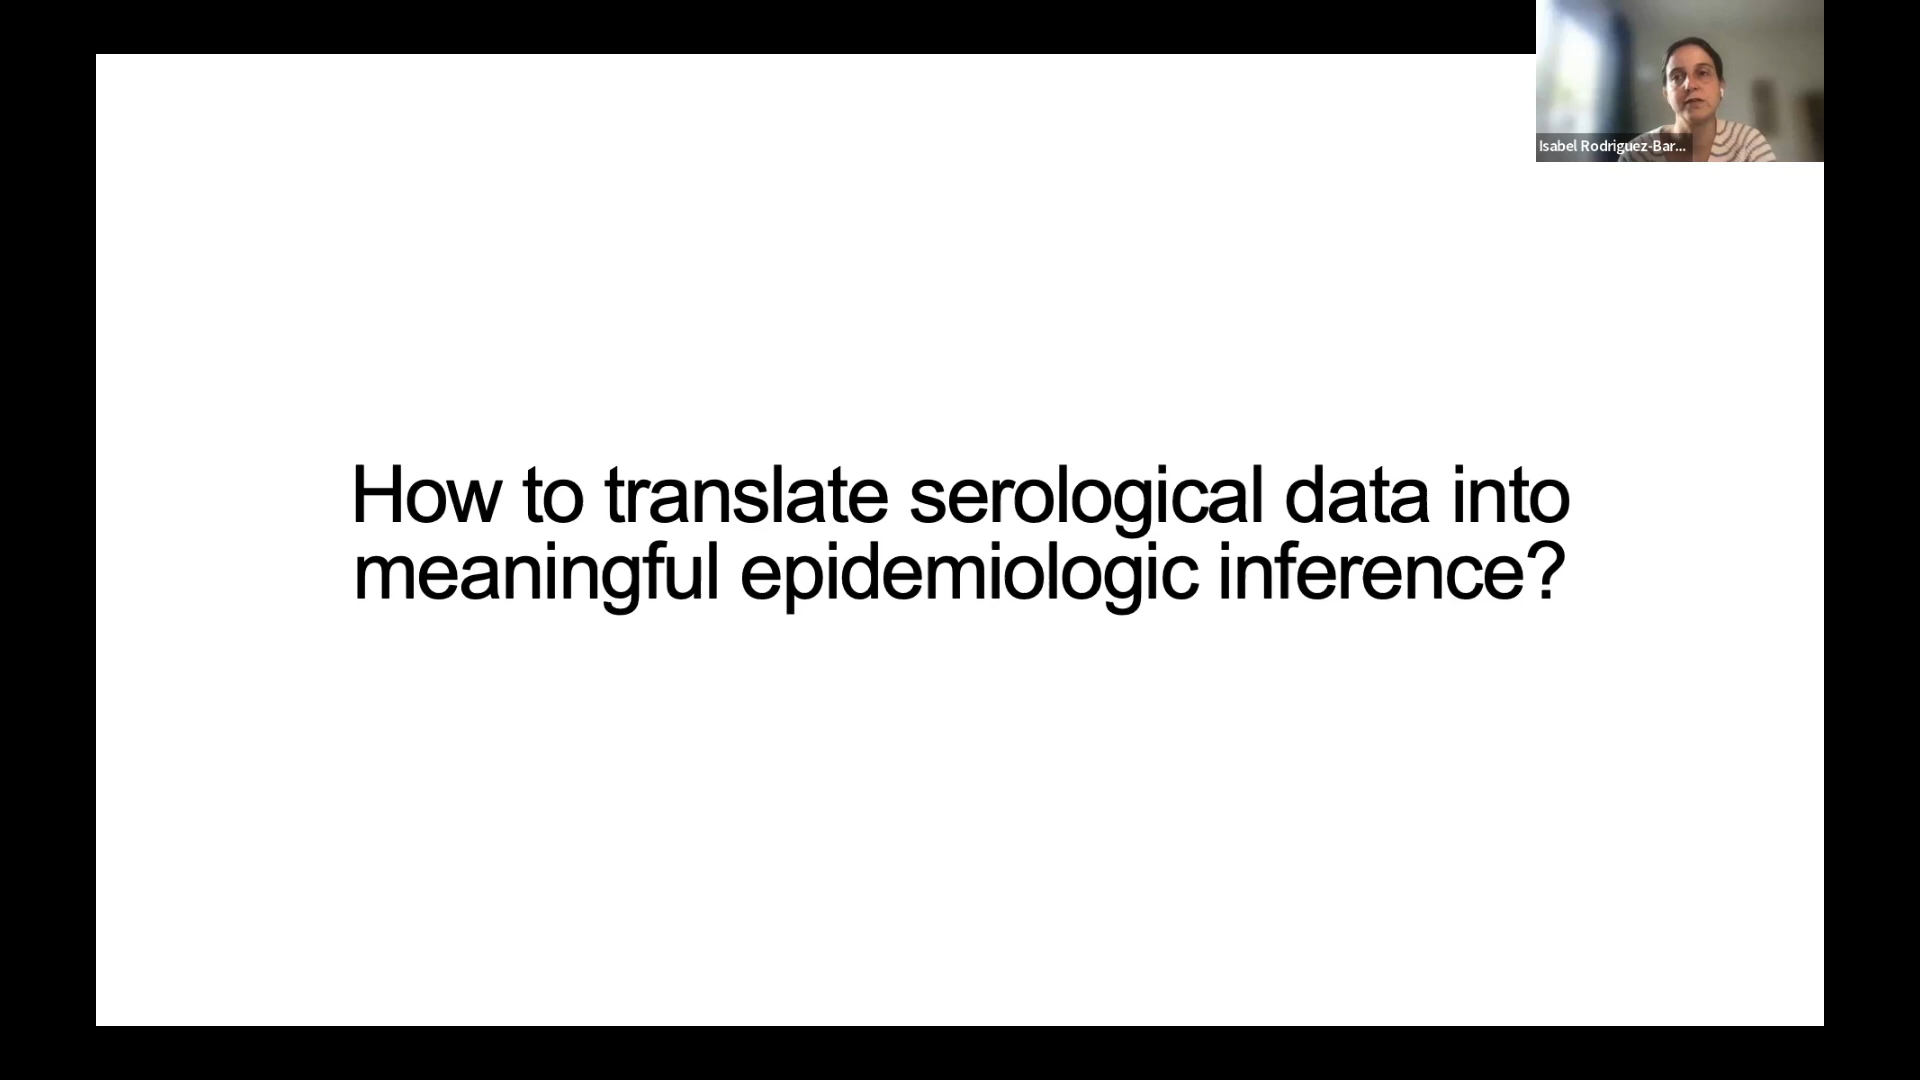 Isabel Rodriguez-Bar...
How to translate serological data into
meaningful epidemiologic inference?